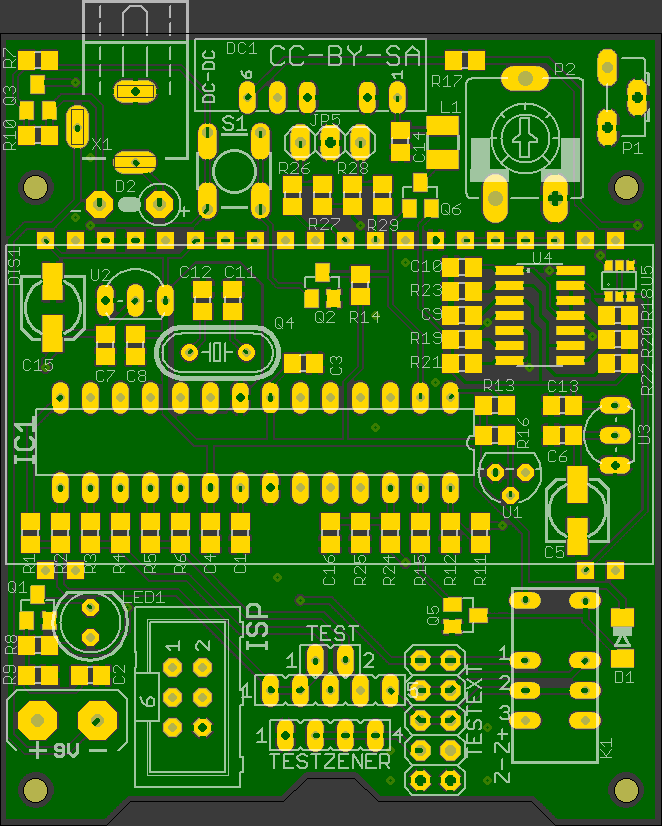 R7
DC1
CC-BY-SA
DC-DC
6
1
R17
P2
Q3
R10
X1
S1
JP5
C14
L1
P1
R26
R28
D2
-
+
Q6
R27
R29
DIS1
U2
C12
C11
C10
U4
U5
R23
R18
Q2
R14
C9
Q4
R19
R20
C15
C7
C8
C3
R21
R22
R13
C13
IC1
R16
U3
C6
U1
C5
R1
R2
R3
R4
R5
R6
C4
C1
C16
R25
R24
R15
R12
R11
Q1
LED1
ISP
Q5
R8
1
2
TEST
1
2
1
D1
R9
C2
6
1
5
TESTEXT
2
3
+ 9V -
1
4
TESTZENER
Z-Z+
K1